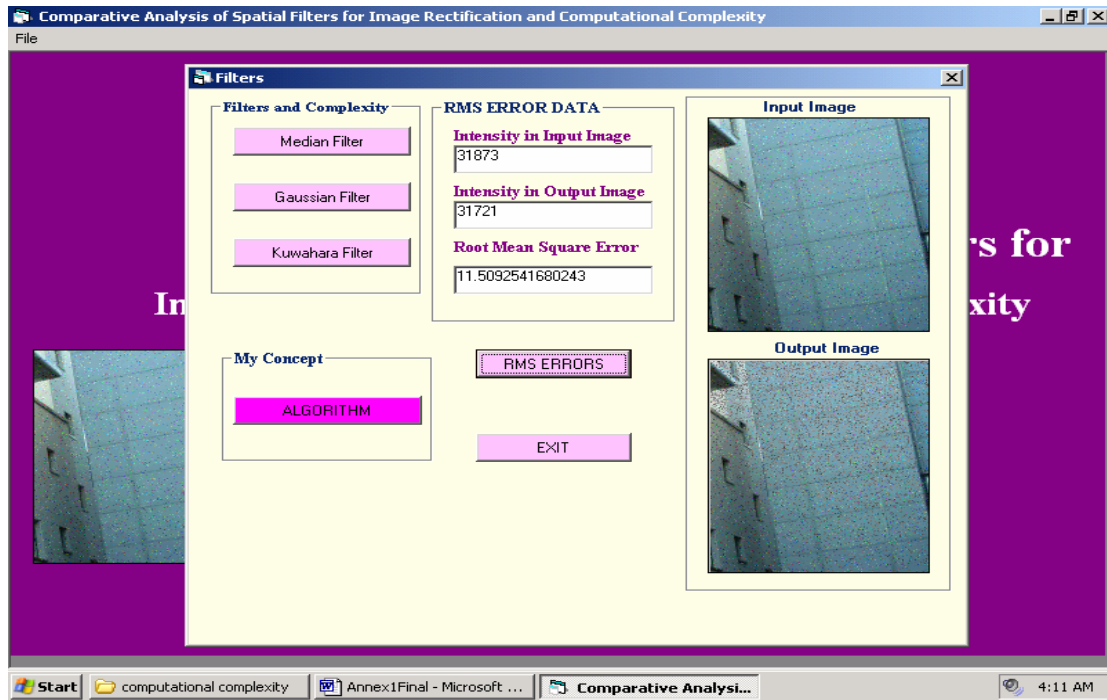 Comparative Analysis of Spatial Filters for Image Rectification and Computational Complexity
File
Filters
Filters and Complexity
Median Filter
Gaussian Filter
Kuwahara Filter
RMS ERROR DATA
Intensity in Input Image
31873
Intensity in Output Image
31721
Root Mean Square Error
11.5092541680243
Input Image
Output Image
My Concept
ALGORITHM
RMS ERRORS
EXIT
rs for
In
xity
Start
computational complexity
Annex1Final - Microsoft ...
Comparative Analysi...
4:11 AM